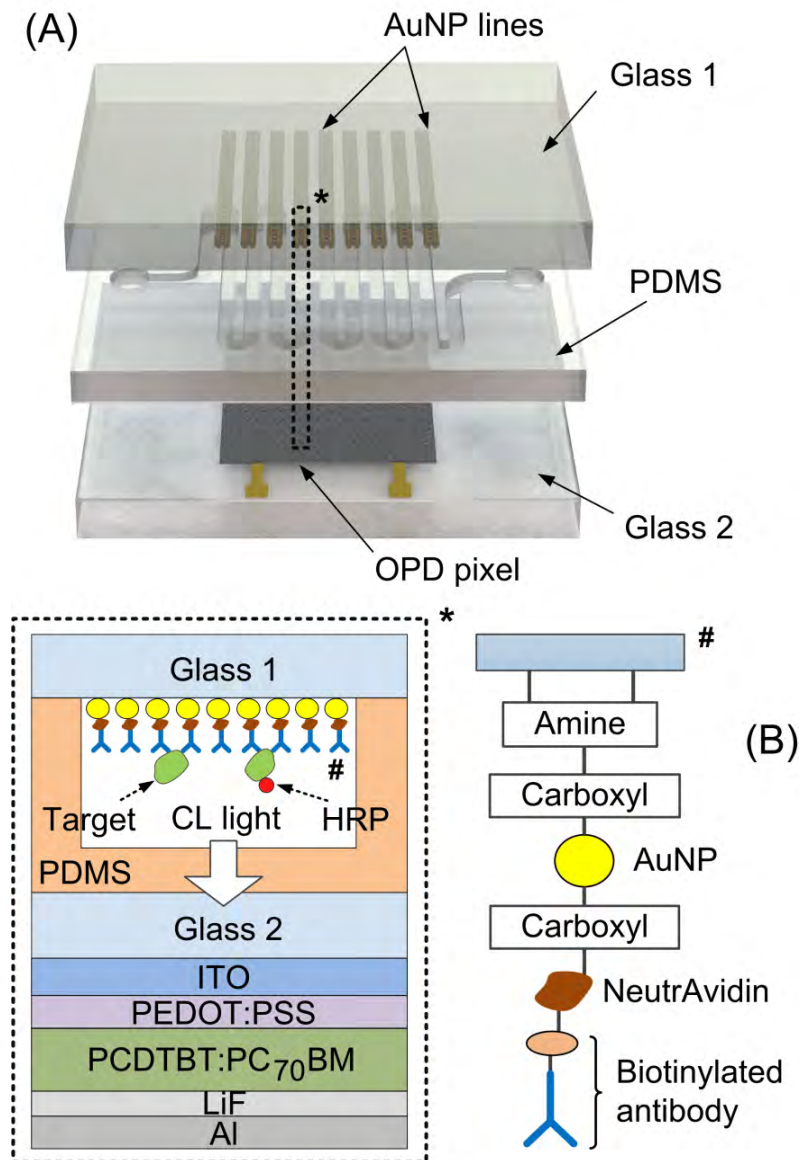 (A)
AuNP lines
Glass 1
*
PDMS
Glass 2
OPD pixel
*
Glass 1
#
Target
CL light
HRP
PDMS
Glass 2
ITO
PEDOT:PSS
PCDTBT:PC70BM
LiF
Al
#
Amine
(B)
Carboxyl
AuNP
Carboxyl
NeutrAvidin
Biotinylated
antibody